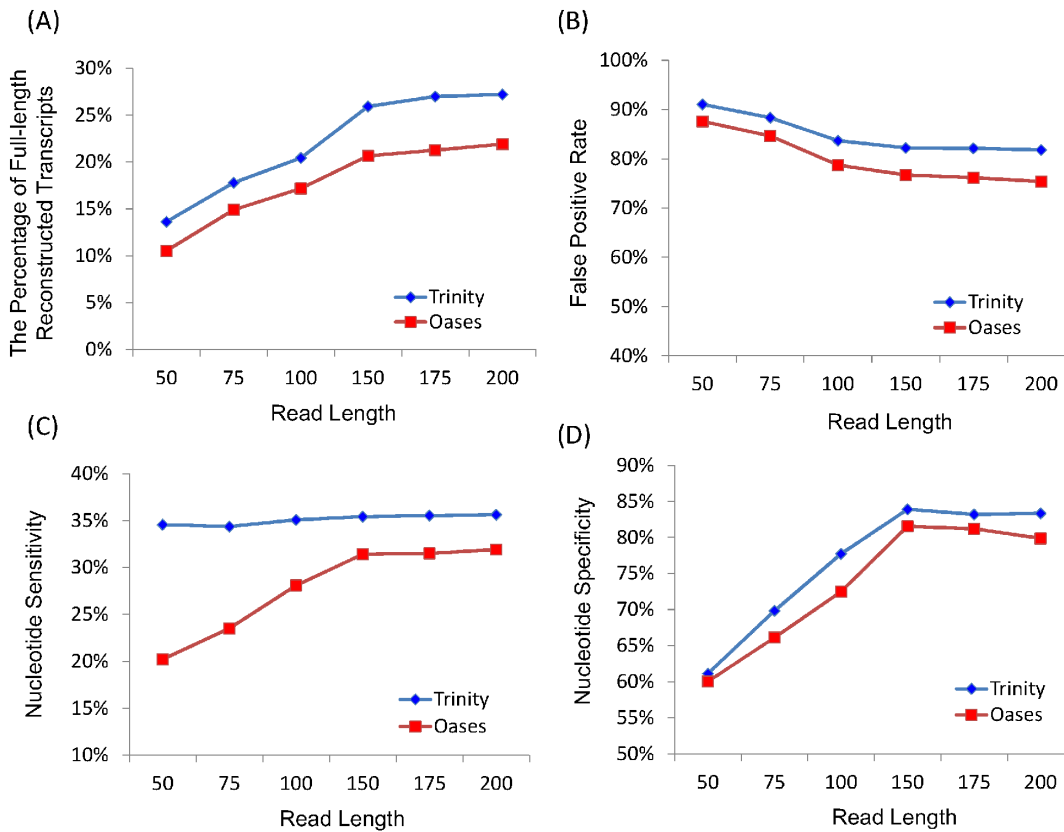 (A)
The Percentage of Full-length
Reconstructed Transcripts
30%
25%
20%
15%
10%
5%
0%
Trinity
Oases
50 75 100 150 175 200
Read Length
(B)
False Positive Rate
100%
90%
80%
70%
60%
50%
40%
Trinity
Oases
50 75 100 150 175 200
Read Length
(C)
Nucleotide Sensitivity
40%
35%
30%
25%
20%
15%
10%
Trinity
Oases
50 75 100 150 175 200
Read Length
(D)
Nucleotide Specificity
90%
85%
80%
75%
70%
65%
60%
55%
50%
Trinity
Oases
50 75 100 150 175 200
Read Length